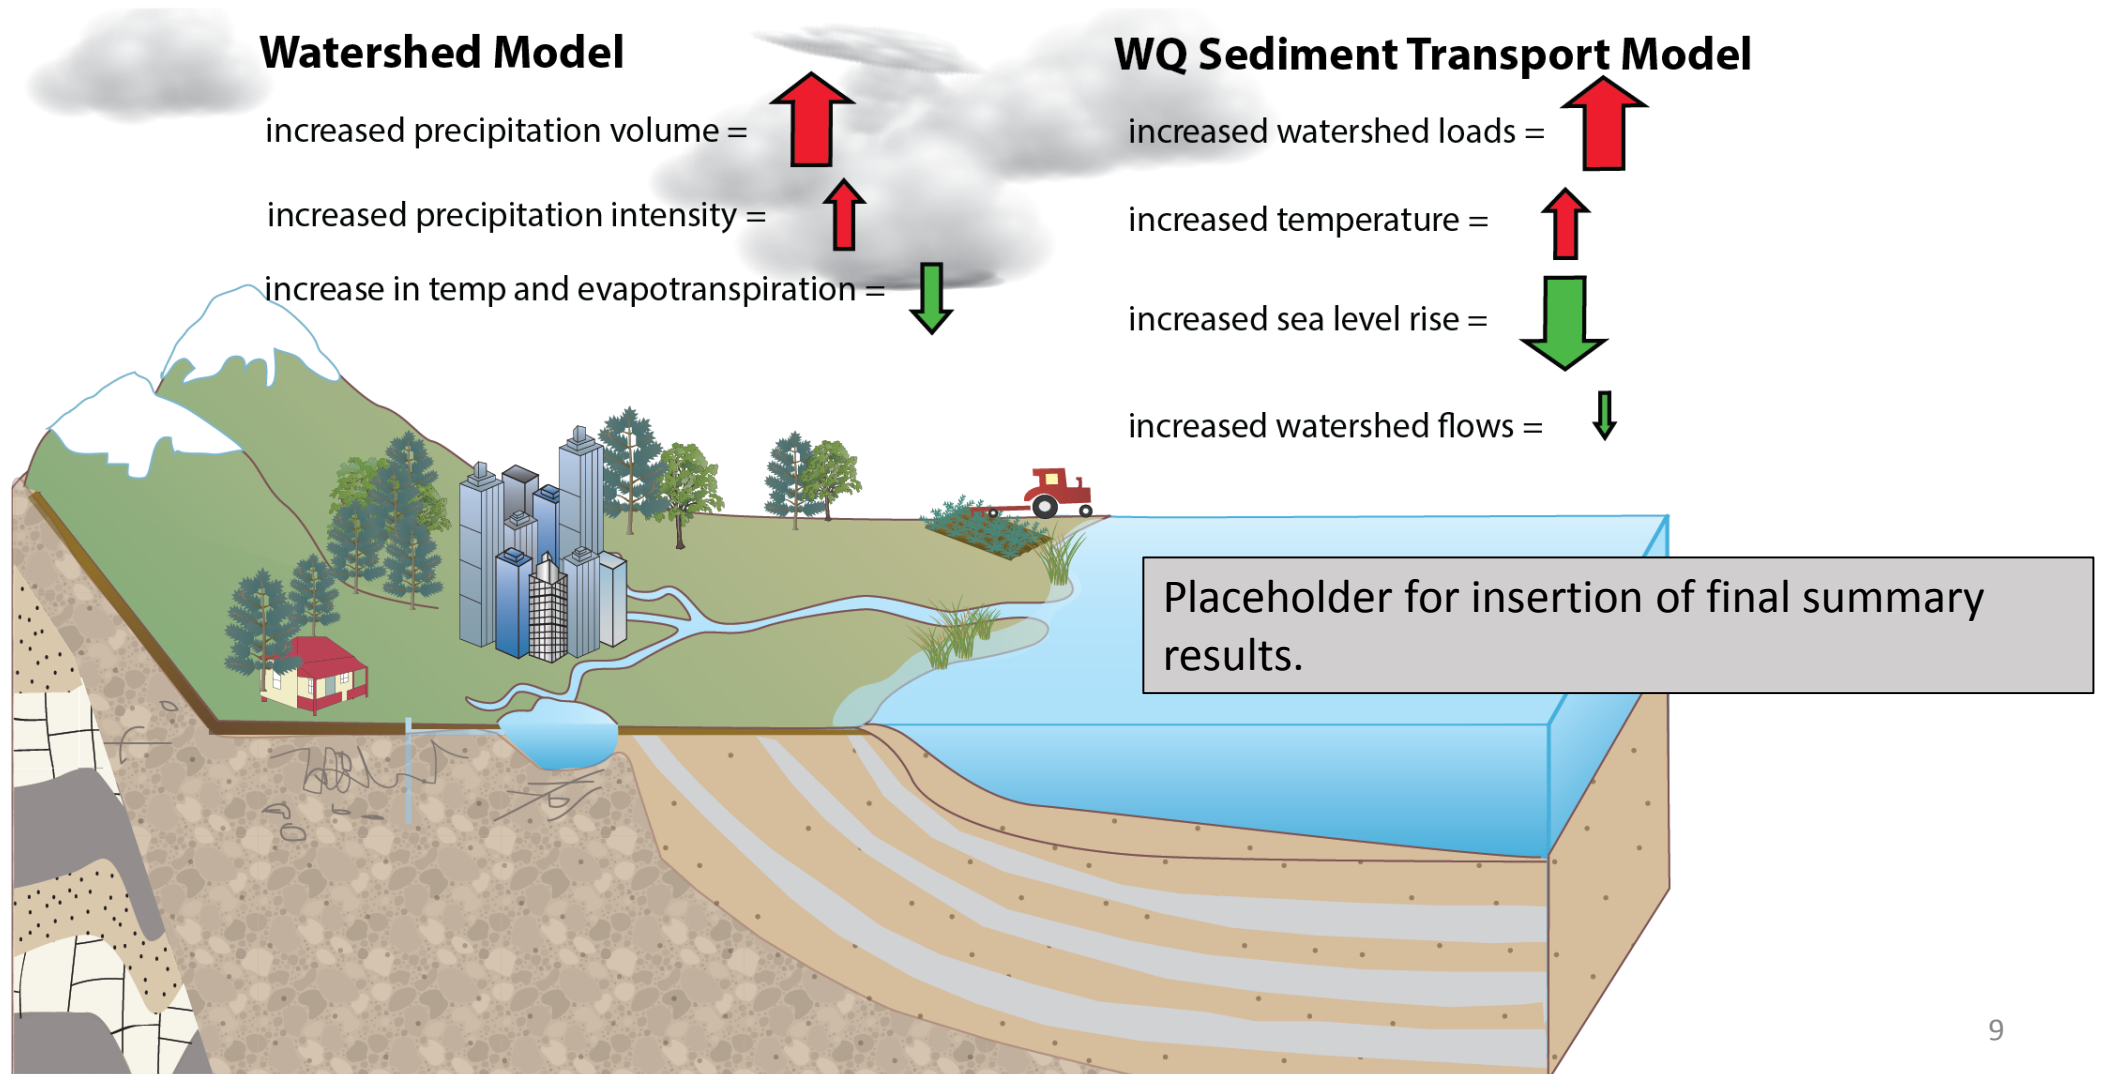 Watershed Model
increased precipitation volume =
increased precipitation intensity =
increase in temp and evapotranspiration =
WQ Sediment Transport Model
increased watershed loads =
increased temperature =
increased sea level rise =
increased watershed flows =
Placeholder for insertion of final summary
results.
9